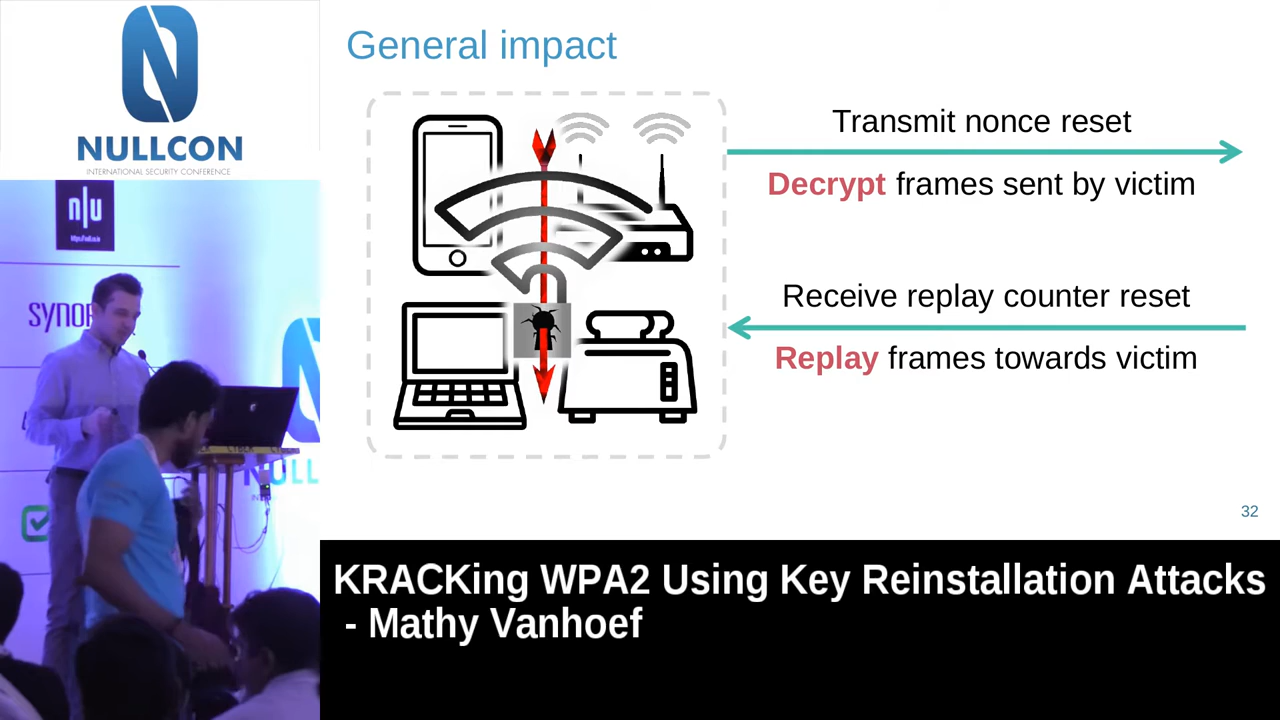 NULLCON
INTERNATIONAL SECURITY CONFERENCE
n|u
General impact
Transmit nonce reset
Decrypt frames sent by victim
Receive replay counter reset
Replay frames towards victim
32
KRACKing WPA2 Using Key Reinstallation Attacks
- Mathy Vanhoef